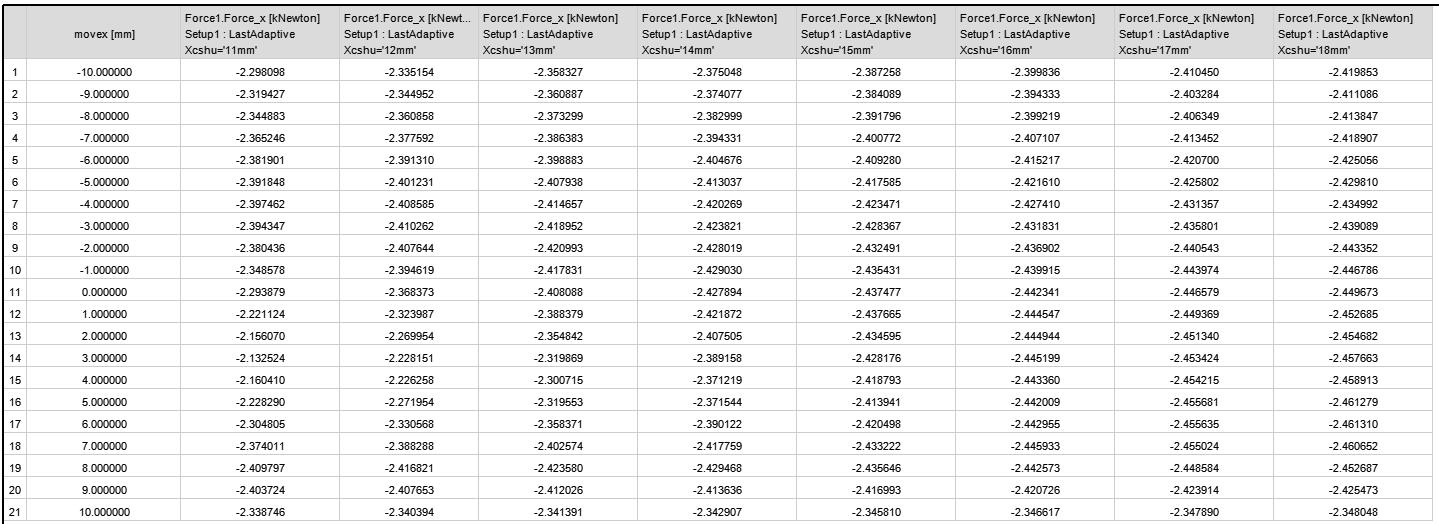 movex [mm] Force1.Force_x [kNewton] Setup1 : LastAdaptive Xcshu='11mm' Force1.Force_x [kNewt... Setup1 : LastAdaptive Xcshu='12mm' Force1.Force_x [kNewton] Setup1 : LastAdaptive Xcshu='13mm' Force1.Force_x [kNewton] Setup1 : LastAdaptive Xcshu='14mm' Force1.Force_x [kNewton] Setup1 : LastAdaptive Xcshu='15mm' Force1.Force_x [kNewton] Setup1 : LastAdaptive Xcshu='16mm' Force1.Force_x [kNewton] Setup1 : LastAdaptive Xcshu='17mm' Force1.Force_x [kNewton] Setup1 : LastAdaptive Xcshu='18mm'
1 -10.000000 -2.298098 -2.335154 -2.358327 -2.375048 -2.387258 -2.399836 -2.410450 -2.419853
2 -9.000000 -2.319427 -2.344952 -2.360887 -2.374077 -2.384089 -2.394333 -2.403284 -2.411086
3 -8.000000 -2.344883 -2.360858 -2.373299 -2.382999 -2.391796 -2.399219 -2.406349 -2.413847
4 -7.000000 -2.365246 -2.377592 -2.386383 -2.394331 -2.400772 -2.407107 -2.413452 -2.418907
5 -6.000000 -2.381901 -2.391310 -2.398883 -2.404676 -2.409280 -2.415217 -2.420700 -2.425056
6 -5.000000 -2.391848 -2.401231 -2.407938 -2.413037 -2.417585 -2.421610 -2.425802 -2.429810
7 -4.000000 -2.397462 -2.408585 -2.414657 -2.420269 -2.423471 -2.427410 -2.431357 -2.434992
8 -3.000000 -2.394347 -2.410262 -2.418952 -2.423821 -2.428367 -2.431831 -2.435801 -2.439089
9 -2.000000 -2.380436 -2.407644 -2.420993 -2.428019 -2.432491 -2.436902 -2.440543 -2.443352
10 -1.000000 -2.348578 -2.394619 -2.417831 -2.429030 -2.435431 -2.439915 -2.443974 -2.446786
11 0.000000 -2.293879 -2.368373 -2.408088 -2.427894 -2.437477 -2.442341 -2.446579 -2.449673
12 1.000000 -2.221124 -2.323987 -2.388379 -2.421872 -2.437665 -2.444547 -2.449369 -2.452685
13 2.000000 -2.156070 -2.269954 -2.354842 -2.407505 -2.434595 -2.444944 -2.451340 -2.454682
14 3.000000 -2.132524 -2.228151 -2.319869 -2.389158 -2.428176 -2.445199 -2.453424 -2.457663
15 4.000000 -2.160410 -2.226258 -2.300715 -2.371219 -2.418793 -2.443360 -2.454215 -2.458913
16 5.000000 -2.228290 -2.271954 -2.319553 -2.371544 -2.413941 -2.442009 -2.455681 -2.461279
17 6.000000 -2.304805 -2.330568 -2.358371 -2.390122 -2.420498 -2.442955 -2.455635 -2.461310
18 7.000000 -2.374011 -2.388288 -2.402574 -2.417759 -2.433222 -2.445933 -2.455024 -2.460652
19 8.000000 -2.409797 -2.416821 -2.423580 -2.429468 -2.435646 -2.442573 -2.448584 -2.452687
20 9.000000 -2.403724 -2.407653 -2.412026 -2.413636 -2.416993 -2.420726 -2.423914 -2.425473
21 10.000000 -2.338746 -2.340394 -2.341391 -2.342907 -2.345810 -2.346617 -2.347890 -2.348048